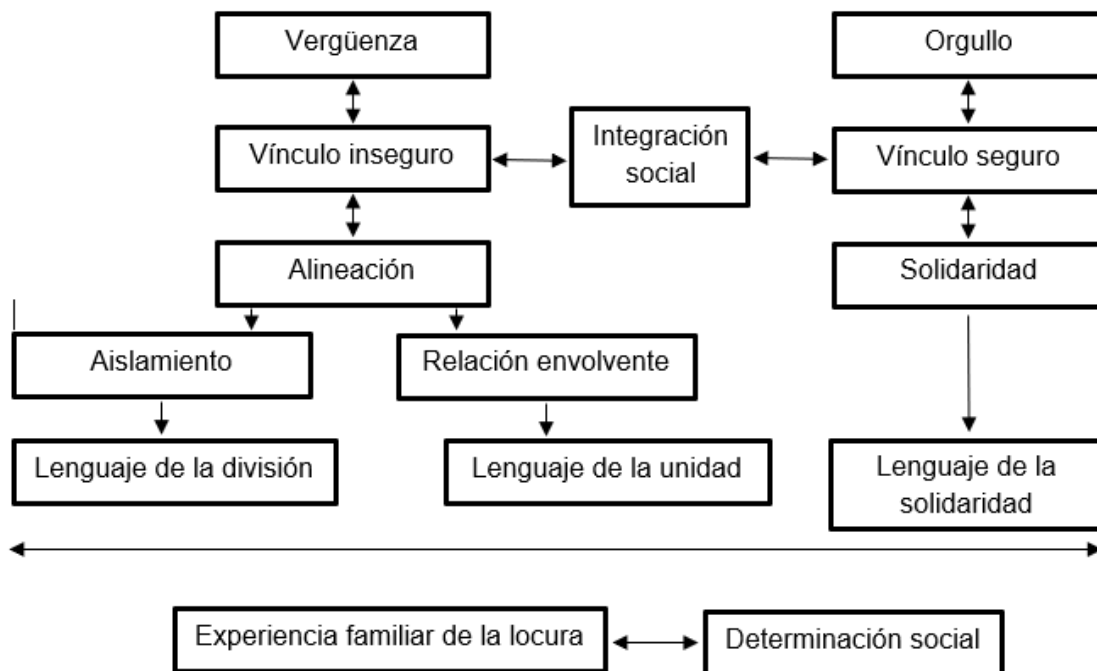 Vergüenza
Orgullo
Vínculo inseguro
Integración
social
Vínculo seguro
Alineación
Solidaridad
Aislamiento
Relación envolvente
Lenguaje de la división
Lenguaje de la unidad
Lenguaje de la
solidaridad
Experiencia familiar de la locura
Determinación social